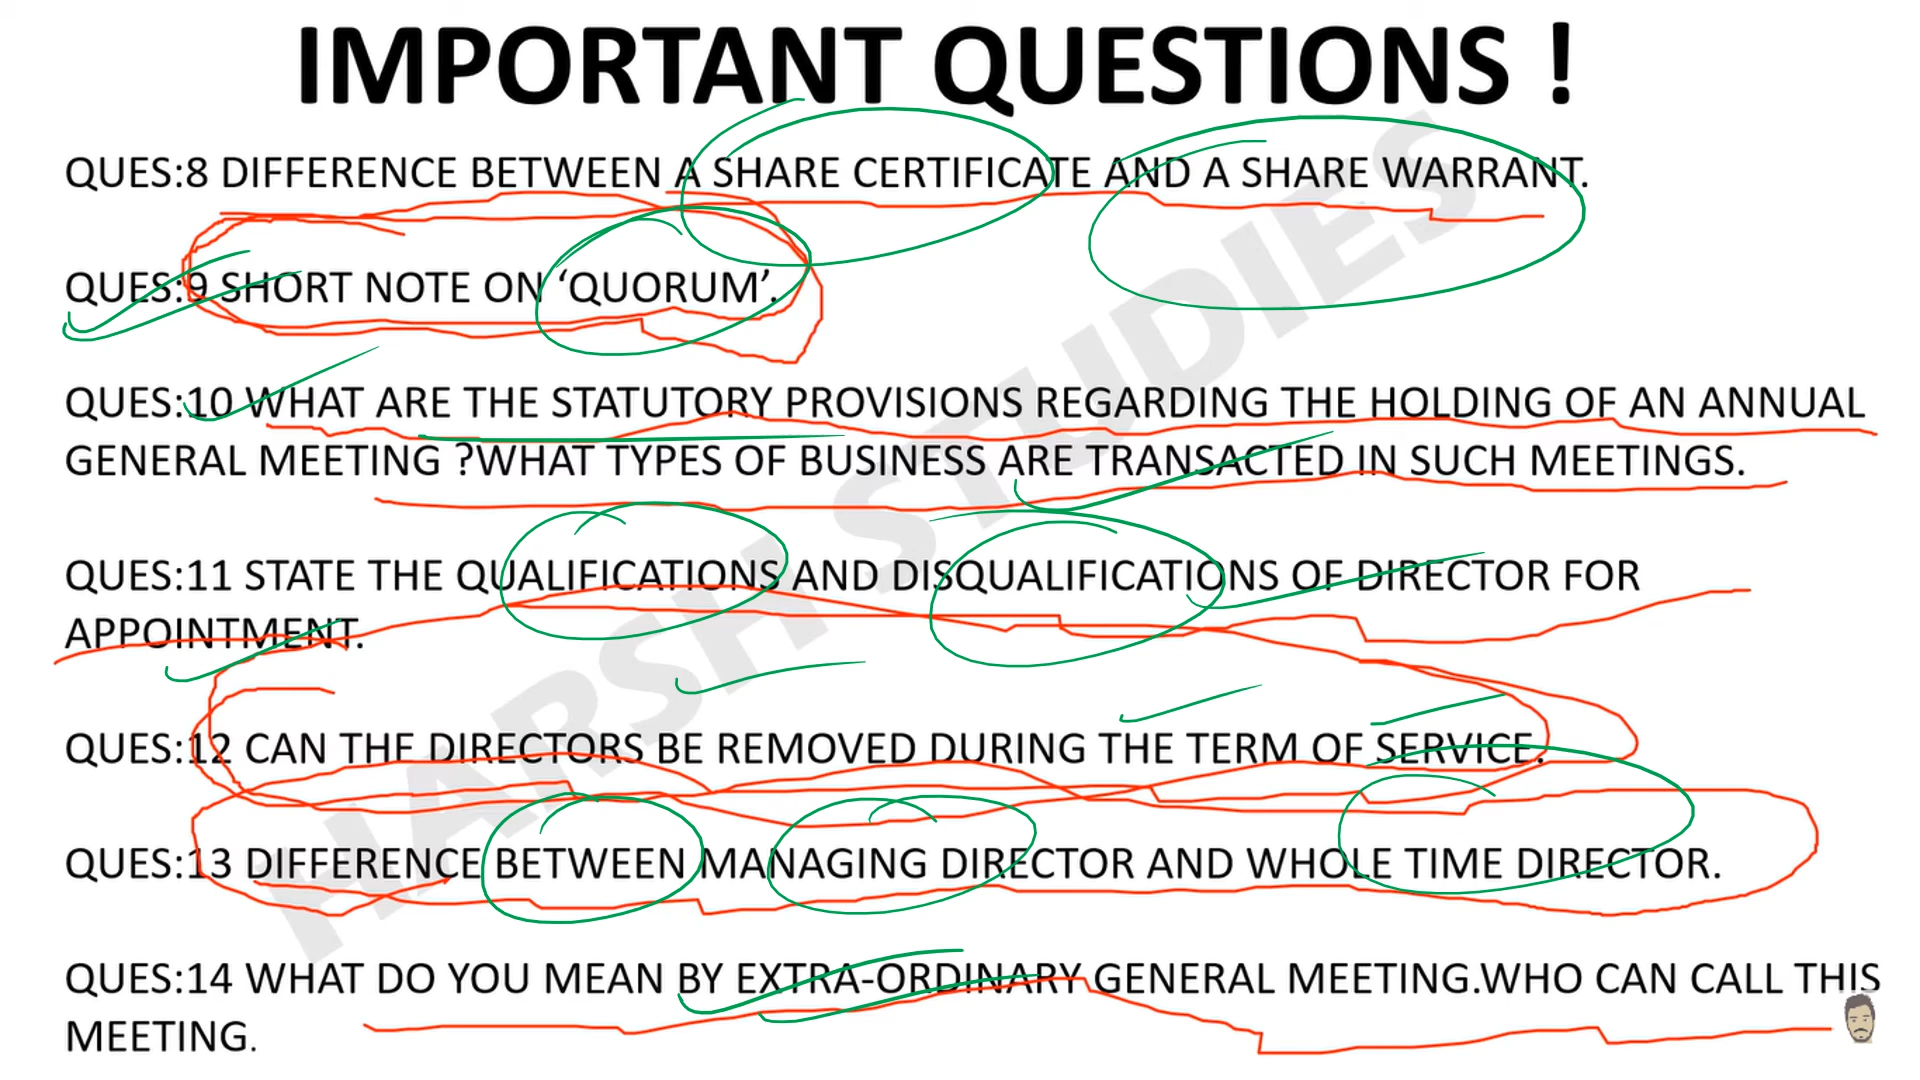 IMPORTANT QUESTIONS !
QUES:8 DIFFERENCE BETWEEN A SHARE CERTIFICATE AND A SHARE WARRANT.
QUES:9 SHORT NOTE ON ‘QUORUM’.
QUES:10 WHAT ARE THE STATUTORY PROVISIONS REGARDING THE HOLDING OF AN ANNUAL
GENERAL MEETING ?WHAT TYPES OF BUSINESS ARE TRANSACTED IN SUCH MEETINGS.
QUES:11 STATE THE QUALIFICATIONS AND DISQUALIFICATIONS OF DIRECTOR FOR
APPOINTMENT.
QUES:12 CAN THE DIRECTORS BE REMOVED DURING THE TERM OF SERVICE.
QUES:13 DIFFERENCE BETWEEN MANAGING DIRECTOR AND WHOLE TIME DIRECTOR.
QUES:14 WHAT DO YOU MEAN BY EXTRA-ORDINARY GENERAL MEETING.WHO CAN CALL THIS
MEETING.
HARSH STUDIES